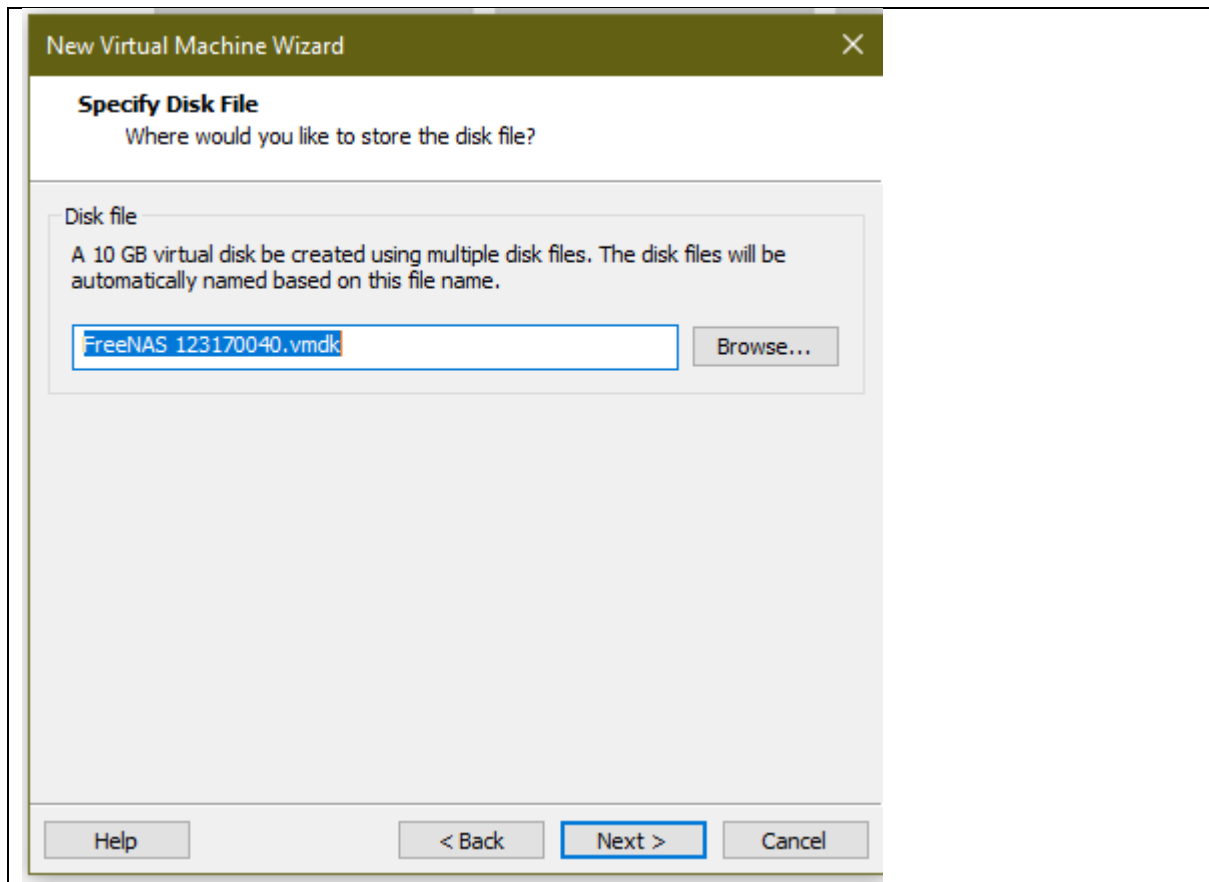 New Virtual Machine Wizard
Specify Disk File
Where would you like to store the disk file?
Disk file
A 10 GB virtual disk be created using multiple disk files. The disk files will be
automatically named based on this file name.
FreeNAS 123170040.vmdk
Browse...
Help
< Back
Next >
Cancel